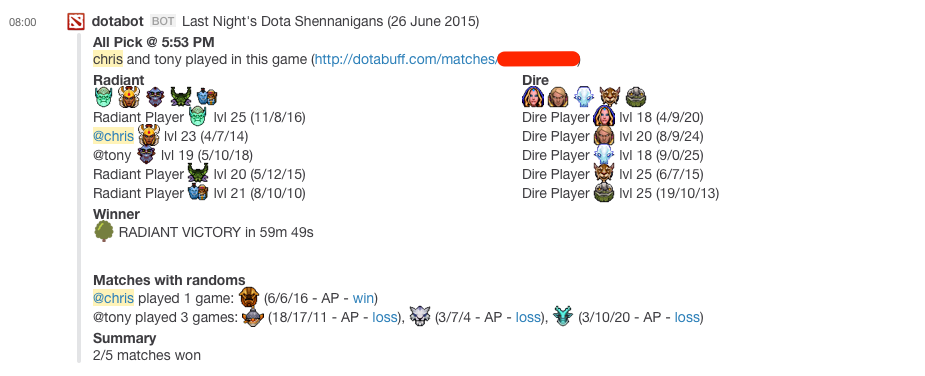 08:00 dotabot BOT Last Night's Dota Shennanigans (26 June 2015)
All Pick @ 5:53 PM
chris and tony played in this game (http://dotabuff.com/matches/ )
Radiant
Radiant Player lvl 25 (11/8/16)
@chris lvl 23 (4/7/14)
@tony lvl 19 (5/10/18)
Radiant Player lvl 20 (5/12/15)
Radiant Player lvl 21 (8/10/10)
Dire
Dire Player lvl 18 (4/9/20)
Dire Player lvl 20 (8/9/24)
Dire Player lvl 18 (9/0/25)
Dire Player lvl 25 (6/7/15)
Dire Player lvl 25 (19/10/13)
Winner
RADIANT VICTORY in 59m 49s
Matches with randoms
@chris played 1 game: (6/6/16 - AP - win)
@tony played 3 games: (18/17/11 - AP - loss), (3/7/4 - AP - loss), (3/10/20 - AP - loss)
Summary
2/5 matches won